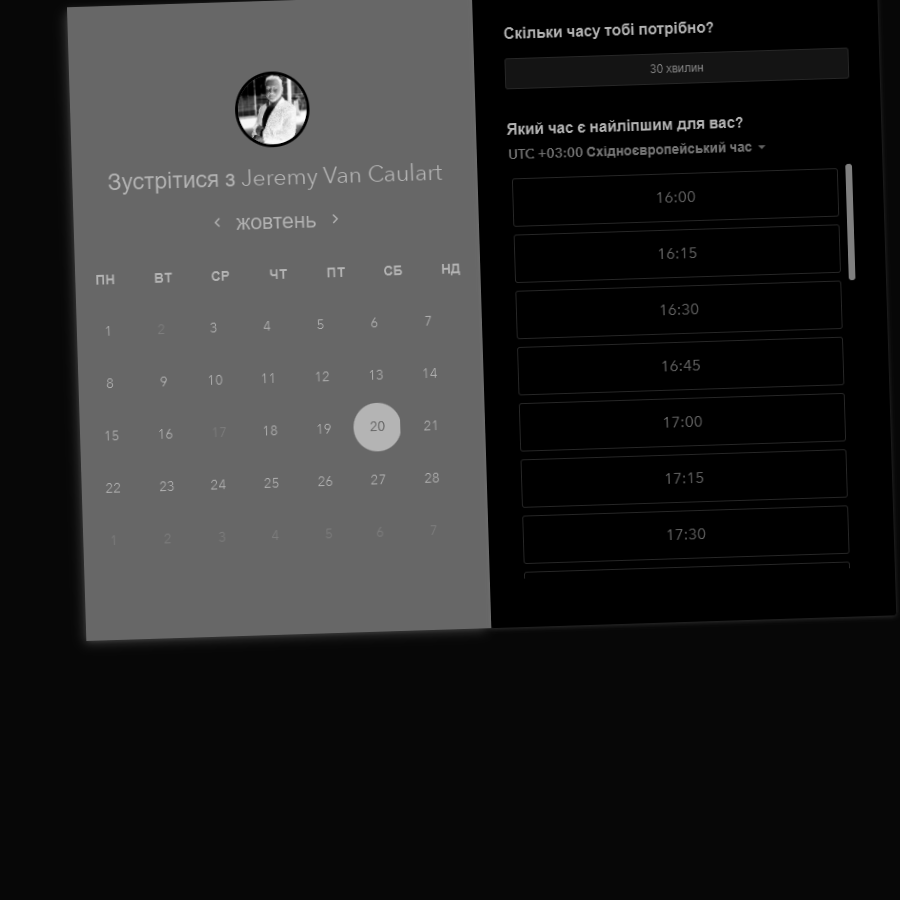 Зустрітися з Jeremy Van Caulart
жовтень
ПН ВТ СР ЧТ ПТ СБ НД
1 2 3 4 5 6 7
8 9 10 11 12 13 14
15 16 17 18 19 20 21
22 23 24 25 26 27 28
1 2 3 4 5 6 7
Скільки часу тобі потрібно?
30 хвилин
Який час є найліпшим для вас?
UTC +03:00 Східноєвропейський час
16:00
16:15
16:30
16:45
17:00
17:15
17:30